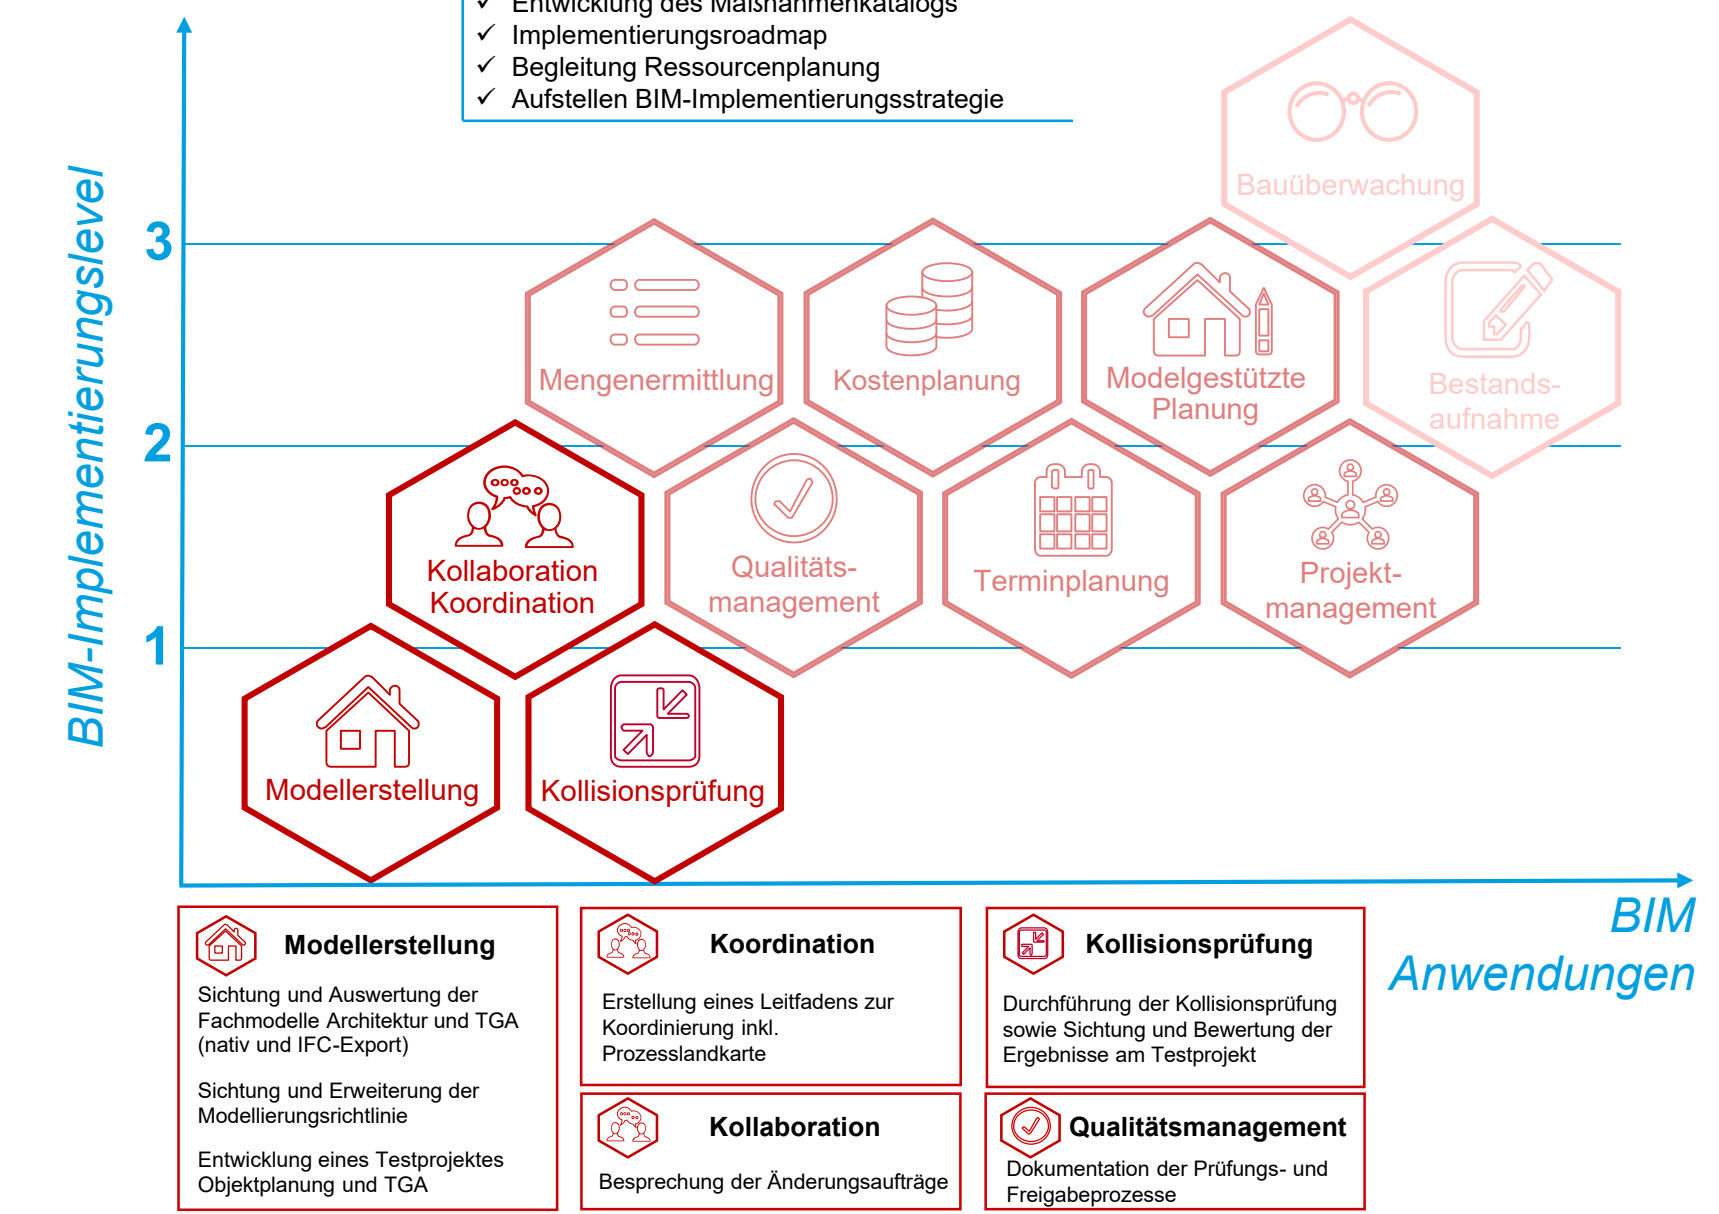 Entwicklung des Maßnahmenkatalogs
Implementierungsroadmap
Begleitung Ressourcenplanung
Aufstellen BIM-Implementierungsstrategie
BIM-Implementierungslevel
3
2
1
Bauüberwachung
Mengenermittlung
Kostenplanung
Modelgestützte
Planung
Bestands-
aufnahme
Kollaboration
Koordination
Qualitäts-
management
Terminplanung
Projekt-
management
Modellerstellung
Kollisionsprüfung
BIM
Anwendungen
Modellerstellung
Sichtung und Auswertung der
Fachmodelle Architektur und TGA
(nativ und IFC-Export)
Sichtung und Erweiterung der
Modellierungsrichtlinie
Entwicklung eines Testprojektes
Objektplanung und TGA
Koordination
Erstellung eines Leitfadens zur
Koordinierung inkl.
Prozesslandkarte
Kollaboration
Besprechung der Änderungsaufträge
Kollisionsprüfung
Durchführung der Kollisionsprüfung
sowie Sichtung und Bewertung der
Ergebnisse am Testprojekt
Qualitätsmanagement
Dokumentation der Prüfungs- und
Freigabeprozesse